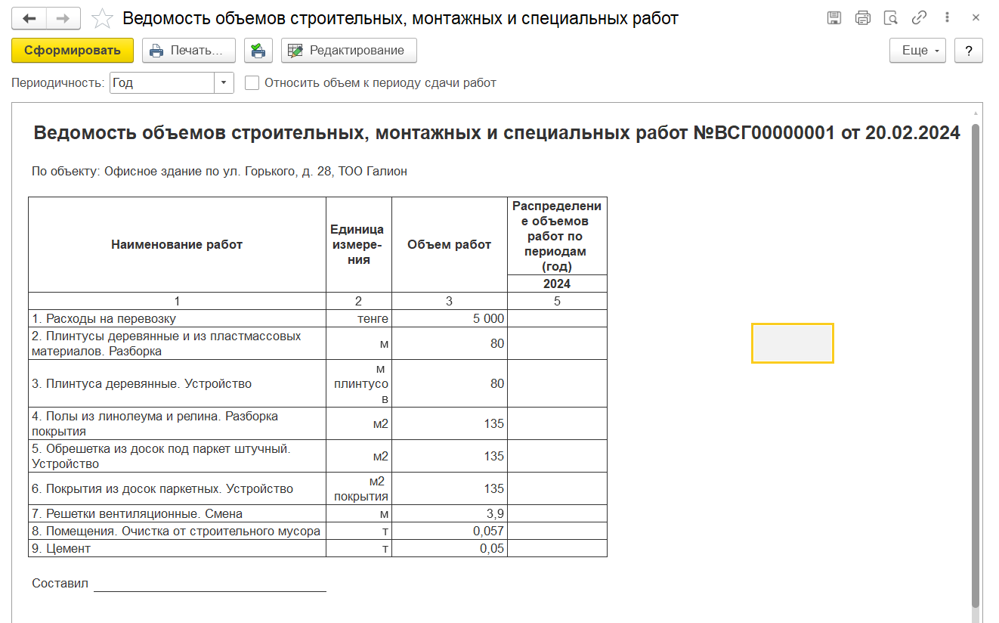 Ведомость объемов строительных, монтажных и специальных работ
Сформировать Печать... Редактирование Еще ?
Периодичность: Год Относить объем к периоду сдачи работ
Ведомость объемов строительных, монтажных и специальных работ №ВСГ00000001 от 20.02.2024
По объекту: Офисное здание по ул. Горького, д. 28, ТОО Галион
Наименование работ
Единица
измере-
ния
Объем работ
Распределени
е объемов
работ по
периодам
(год)
2024
1 2 3 5
1. Расходы на перевозку тенге 5 000
2. Плинтусы деревянные и из пластмассовых
материалов. Разборка
м 80
3. Плинтуса деревянные. Устройство
м
плинтусо
в
80
4. Полы из линолеума и релина. Разборка
покрытия
м2 135
5. Обрешетка из досок под паркет штучный.
Устройство
м2 135
6. Покрытия из досок паркетных. Устройство
м2
покрытия
135
7. Решетки вентиляционные. Смена м 3,9
8. Помещения. Очистка от строительного мусора т 0,057
9. Цемент т 0,05
Составил